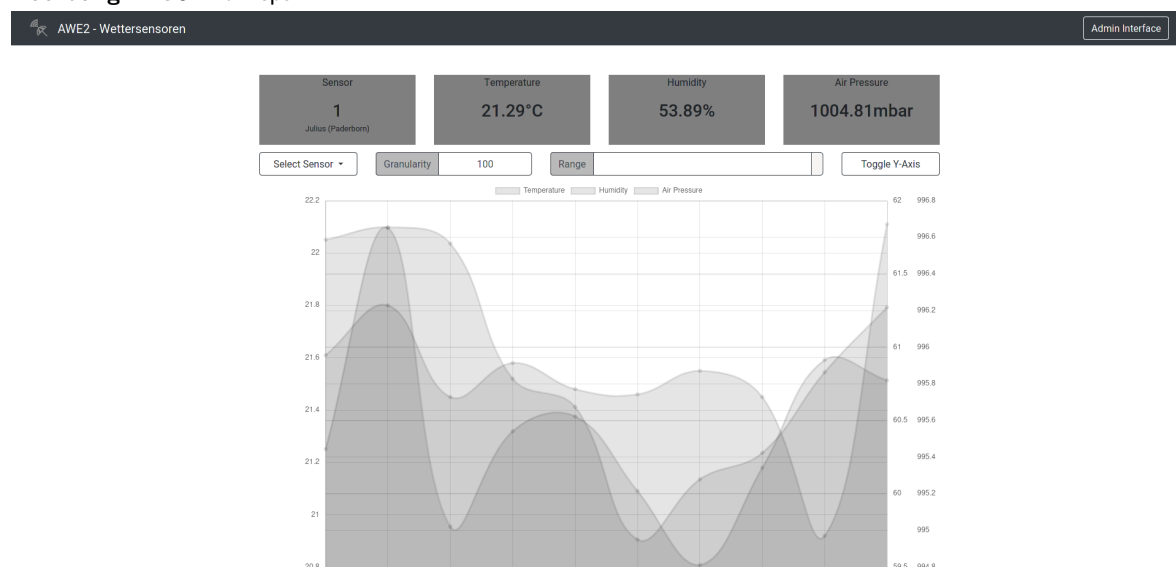 AWE2 - Wettersensoren
Admin Interface
Sensor
1
Julius (Paderborn)
Temperature
21.29°C
Humidity
53.89%
Air Pressure
1004.81mbar
Select Sensor
Granularity
100
Range
Toggle Y-Axis
Temperature
Humidity
Air Pressure
22.2
22
21.8
21.6
21.4
21.2
21
20.8
62
61.5
61
60.5
60
59.5
996.8
996.6
996.4
996.2
996
995.8
995.6
995.4
995.2
995
994.8